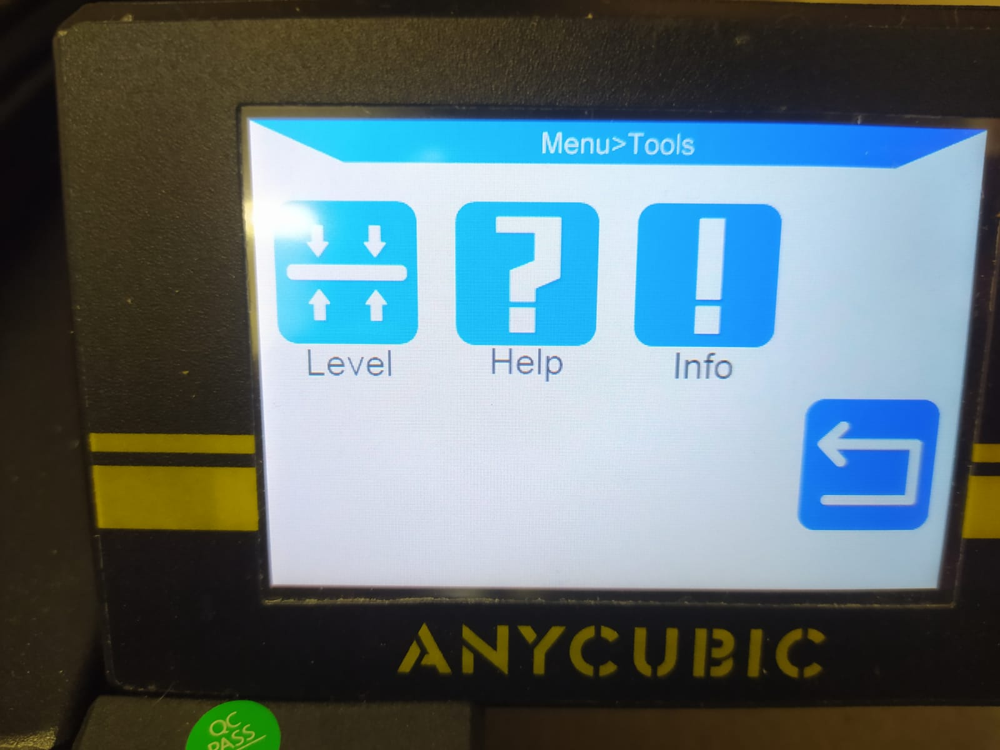 Menu>Tools
Level
Help
Info
ANYCUBIC
QC
PASS